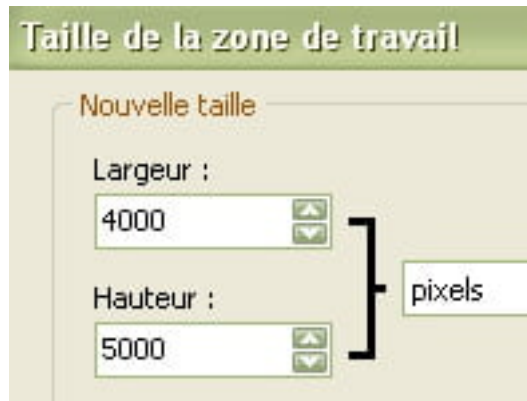 Taille de la zone de travail
Nouvelle taille
Largeur :
4000
Hauteur :
5000
pixels